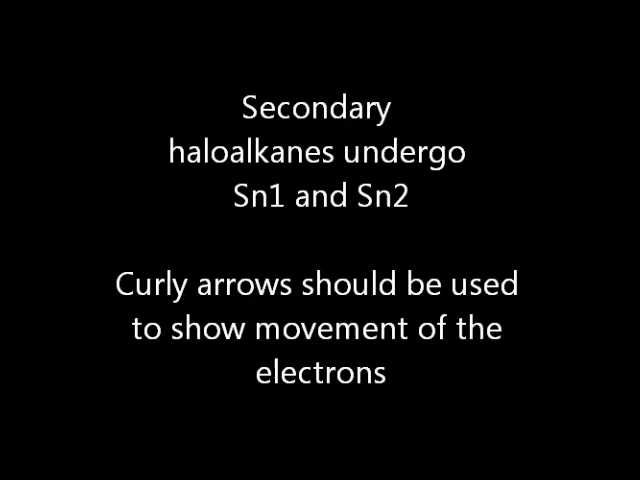 Secondary
haloalkanes undergo
Sn1 and Sn2
Curly arrows should be used
to show movement of the
electrons